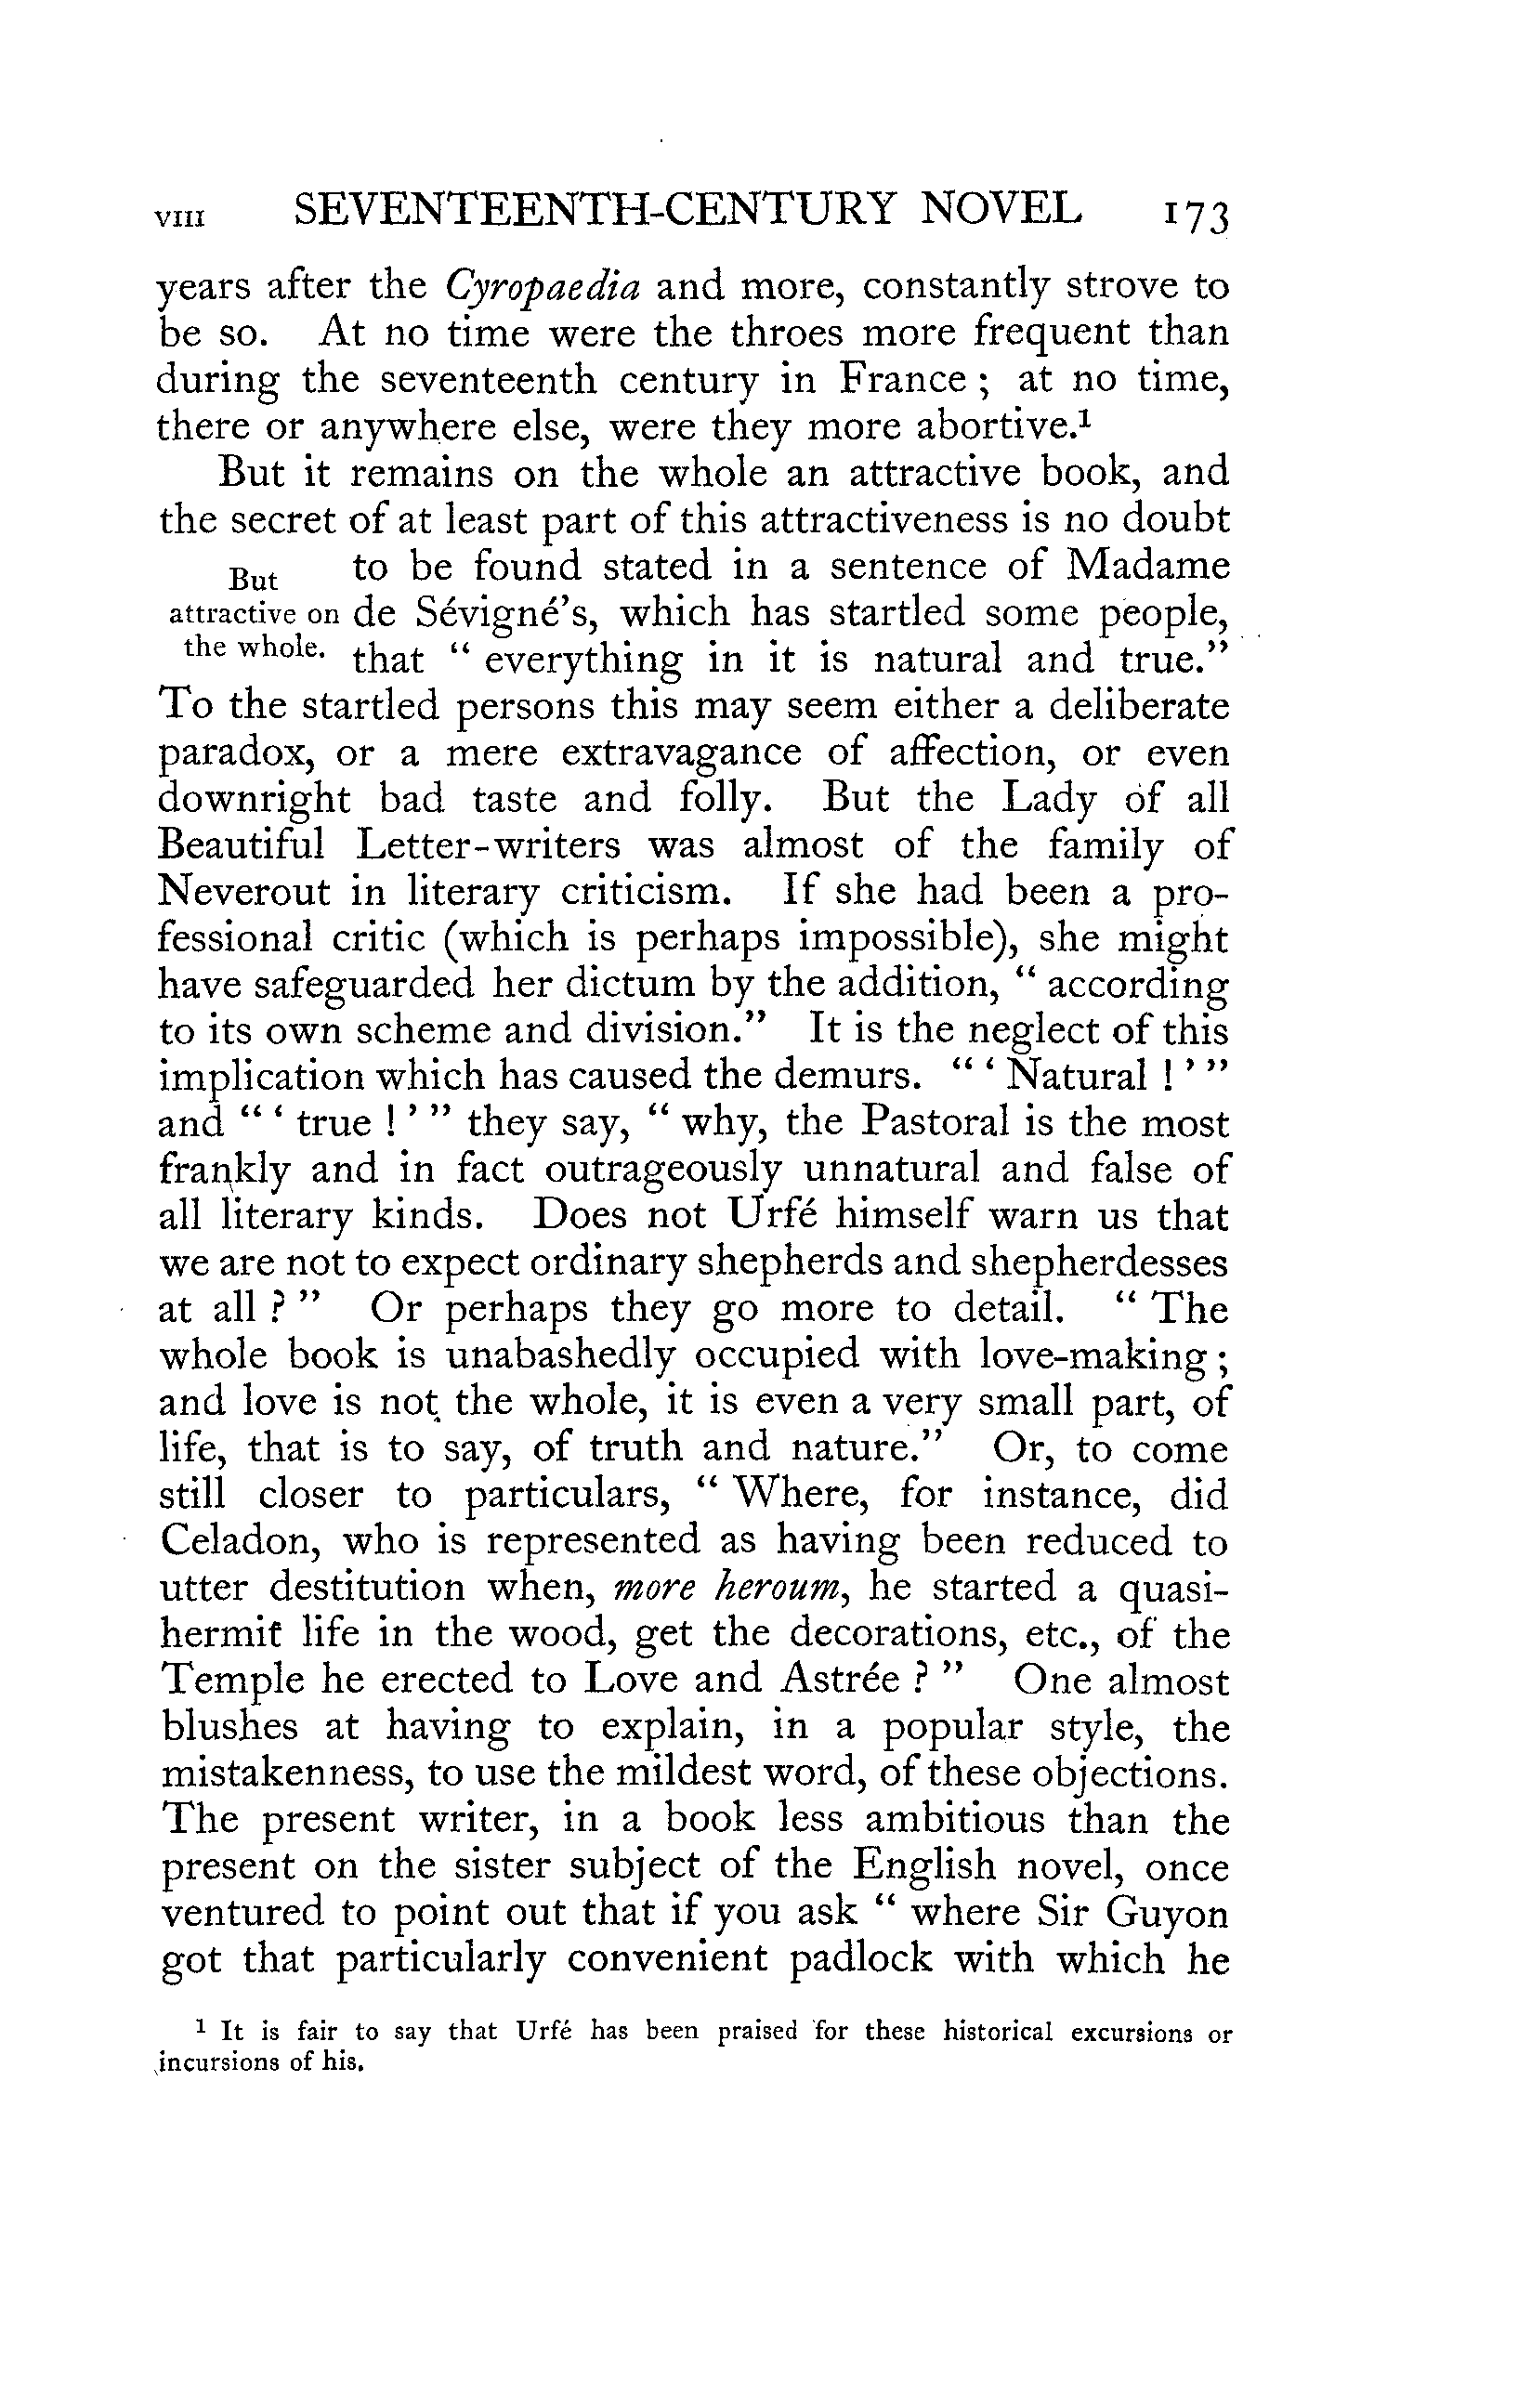 VIII SEVENTEENTH-CENTURY NOVEL 173
years after the Cyropaedia and more, constantly strove to
be so. At no time were the throes more frequent than
during the seventeenth century in France ; at no time,
there or anywhere else, were they more abortive.¹
But it remains on the whole an attractive book, and
the secret of at least part of this attractiveness is no doubt
But
attractive on
the whole.
to be found stated in a sentence of Madame
de Sévigné's, which has startled some people,
that “ everything in it is natural and true.”
To the startled persons this may seem either a deliberate
paradox, or a mere extravagance of affection, or even
downright bad taste and folly. But the Lady of all
Beautiful Letter-writers was almost of the family of
Neverout in literary criticism. If she had been a pro-
fessional critic (which is perhaps impossible), she might
have safeguarded her dictum by the addition, “ according
to its own scheme and division.” It is the neglect of this
implication which has caused the demurs. “ ‘ Natural ! ’ ”
and “ ‘ true ! ’ ” they say, “ why, the Pastoral is the most
frankly and in fact outrageously unnatural and false of
all literary kinds. Does not Urfé himself warn us that
we are not to expect ordinary shepherds and shepherdesses
at all ? ” Or perhaps they go more to detail. “ The
whole book is unabashedly occupied with love-making ;
and love is not the whole, it is even a very small part, of
life, that is to say, of truth and nature.” Or, to come
still closer to particulars, “ Where, for instance, did
Celadon, who is represented as having been reduced to
utter destitution when, more heroum, he started a quasi-
hermit life in the wood, get the decorations, etc., of the
Temple he erected to Love and Astrée ? ” One almost
blushes at having to explain, in a popular style, the
mistakenness, to use the mildest word, of these objections.
The present writer, in a book less ambitious than the
present on the sister subject of the English novel, once
ventured to point out that if you ask “ where Sir Guyon
got that particularly convenient padlock with which he
¹ It is fair to say that Urfé has been praised for these historical excursions or
incursions of his.